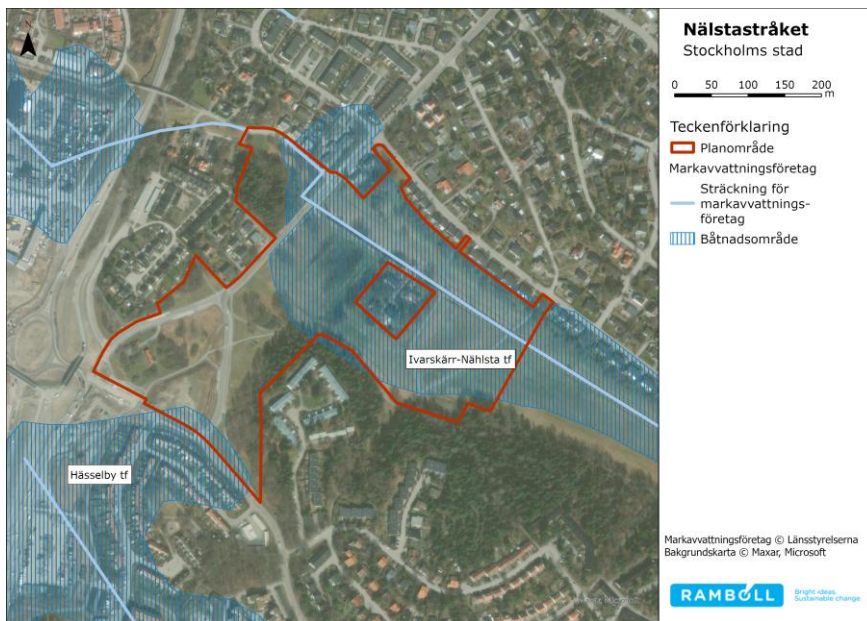 Nälstastråket
Stockholms stad
0 50 100 150 200
m
Teckenförklaring
Planområde
Markavvattningsföretag
Sträckning för
markavvattnings-
företag
Båtnadsområde
Ivarskärr-Nählsta tf
Hässelby tf
Markavvattningsföretag © Länsstyrelserna
Bakgrundskarta © Maxar, Microsoft
RAMBOLL
Bright ideas.
Sustainable change.